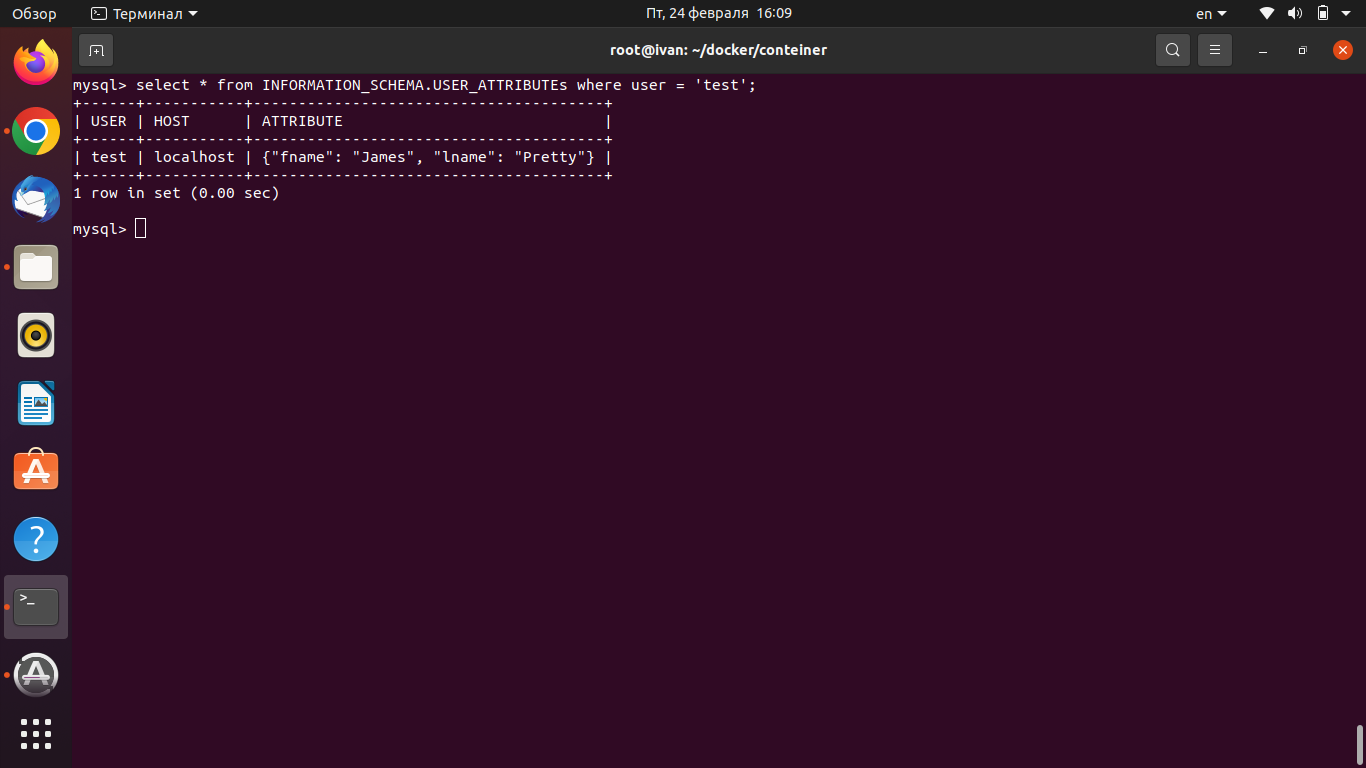 Обзор Терминал Пт, 24 февраля 16:09 en
root@ivan: ~/docker/conteiner
mysql> select * from INFORMATION_SCHEMA.USER_ATTRIBUTEs where user = 'test';
+------+-----------+---------------------------------------+
| USER | HOST      | ATTRIBUTE                             |
+------+-----------+---------------------------------------+
| test | localhost | {"fname": "James", "lname": "Pretty"} |
+------+-----------+---------------------------------------+
1 row in set (0.00 sec)
mysql>